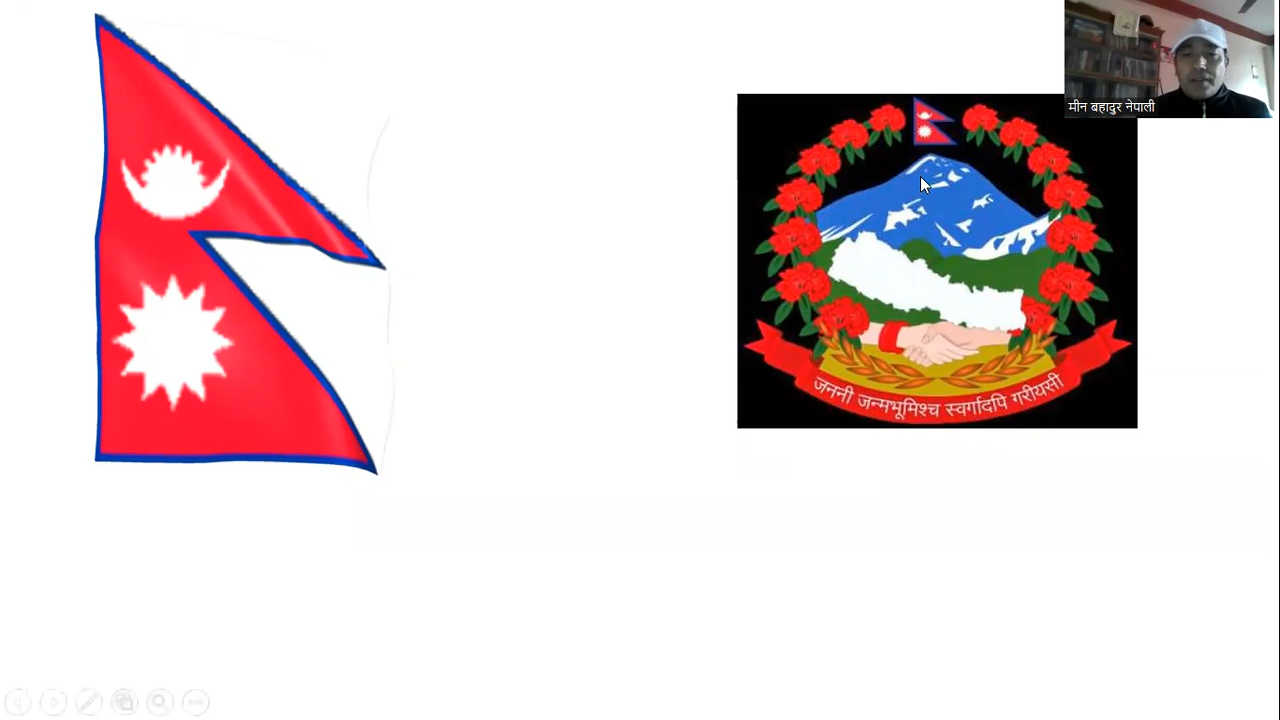 मीन बहादुर नेपाली
जननी जन्मभूमिश्च स्वर्गादपि गरीयसी